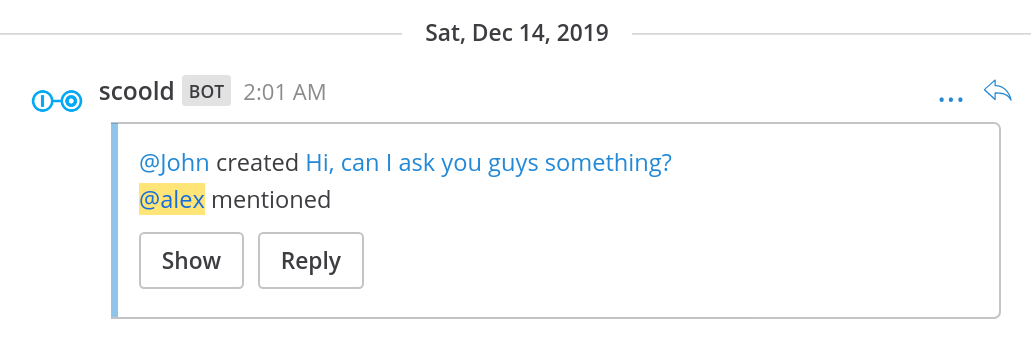 Sat, Dec 14, 2019
scoold BOT 2:01 AM
@John created Hi, can I ask you guys something?
@alex mentioned
Show Reply